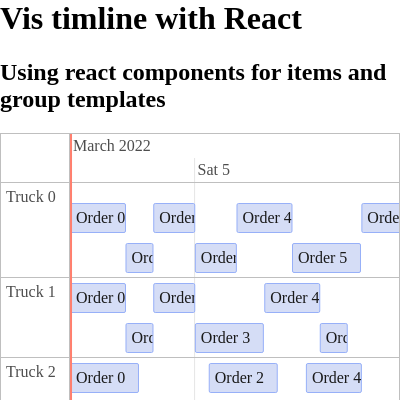 Vis timline with React
Using react components for items and
group templates
March 2022
Sat 5
Truck 0
Order 0
Order
Order 4
Orde
Ord
Order
Order 5
Truck 1
Order 0
Order
Order 4
Ord
Order 3
Ord
Truck 2
Order 0
Order 2
Order 4